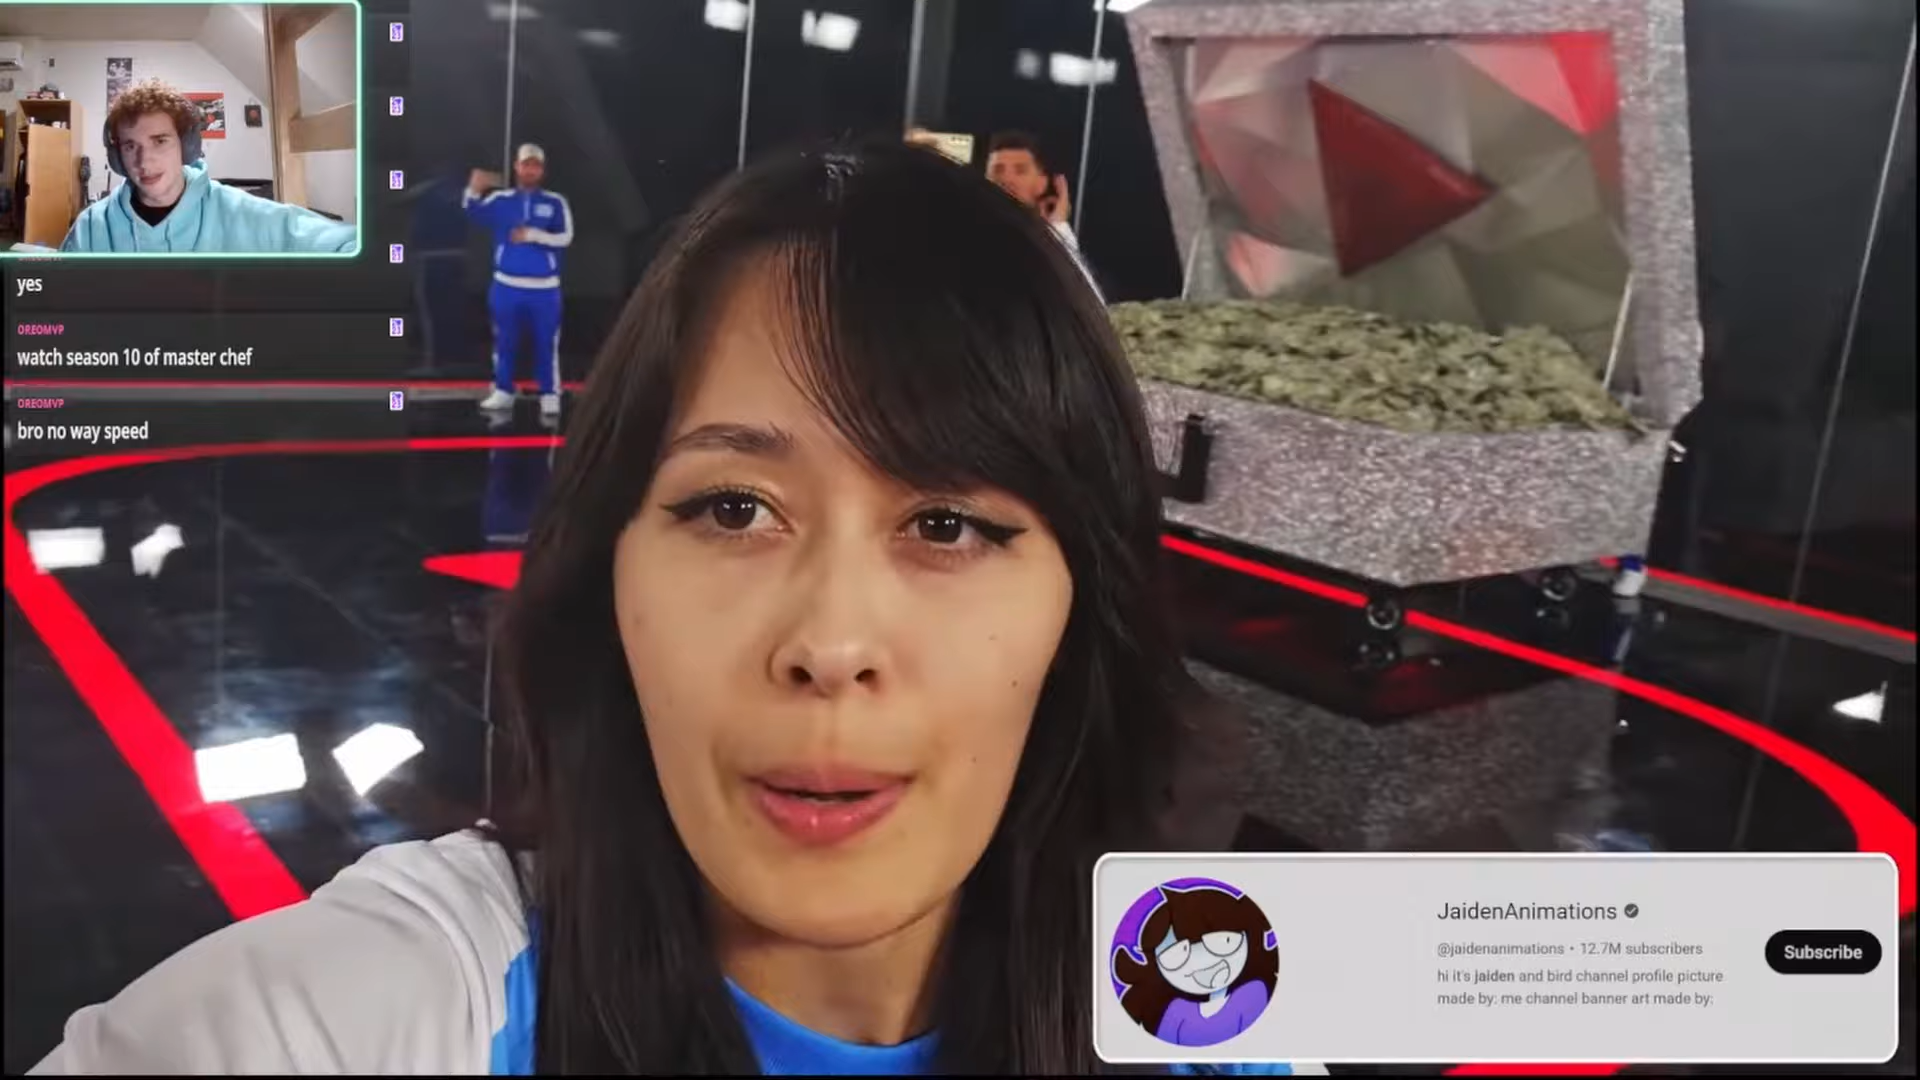 yes
OREOMVP
watch season 10 of master chef
OREOMVP
bro no way speed
JaidenAnimations
@jaidenanimations • 12.7M subscribers
hi it's jaiden and bird channel profile picture
made by: me channel banner art made by:
Subscribe